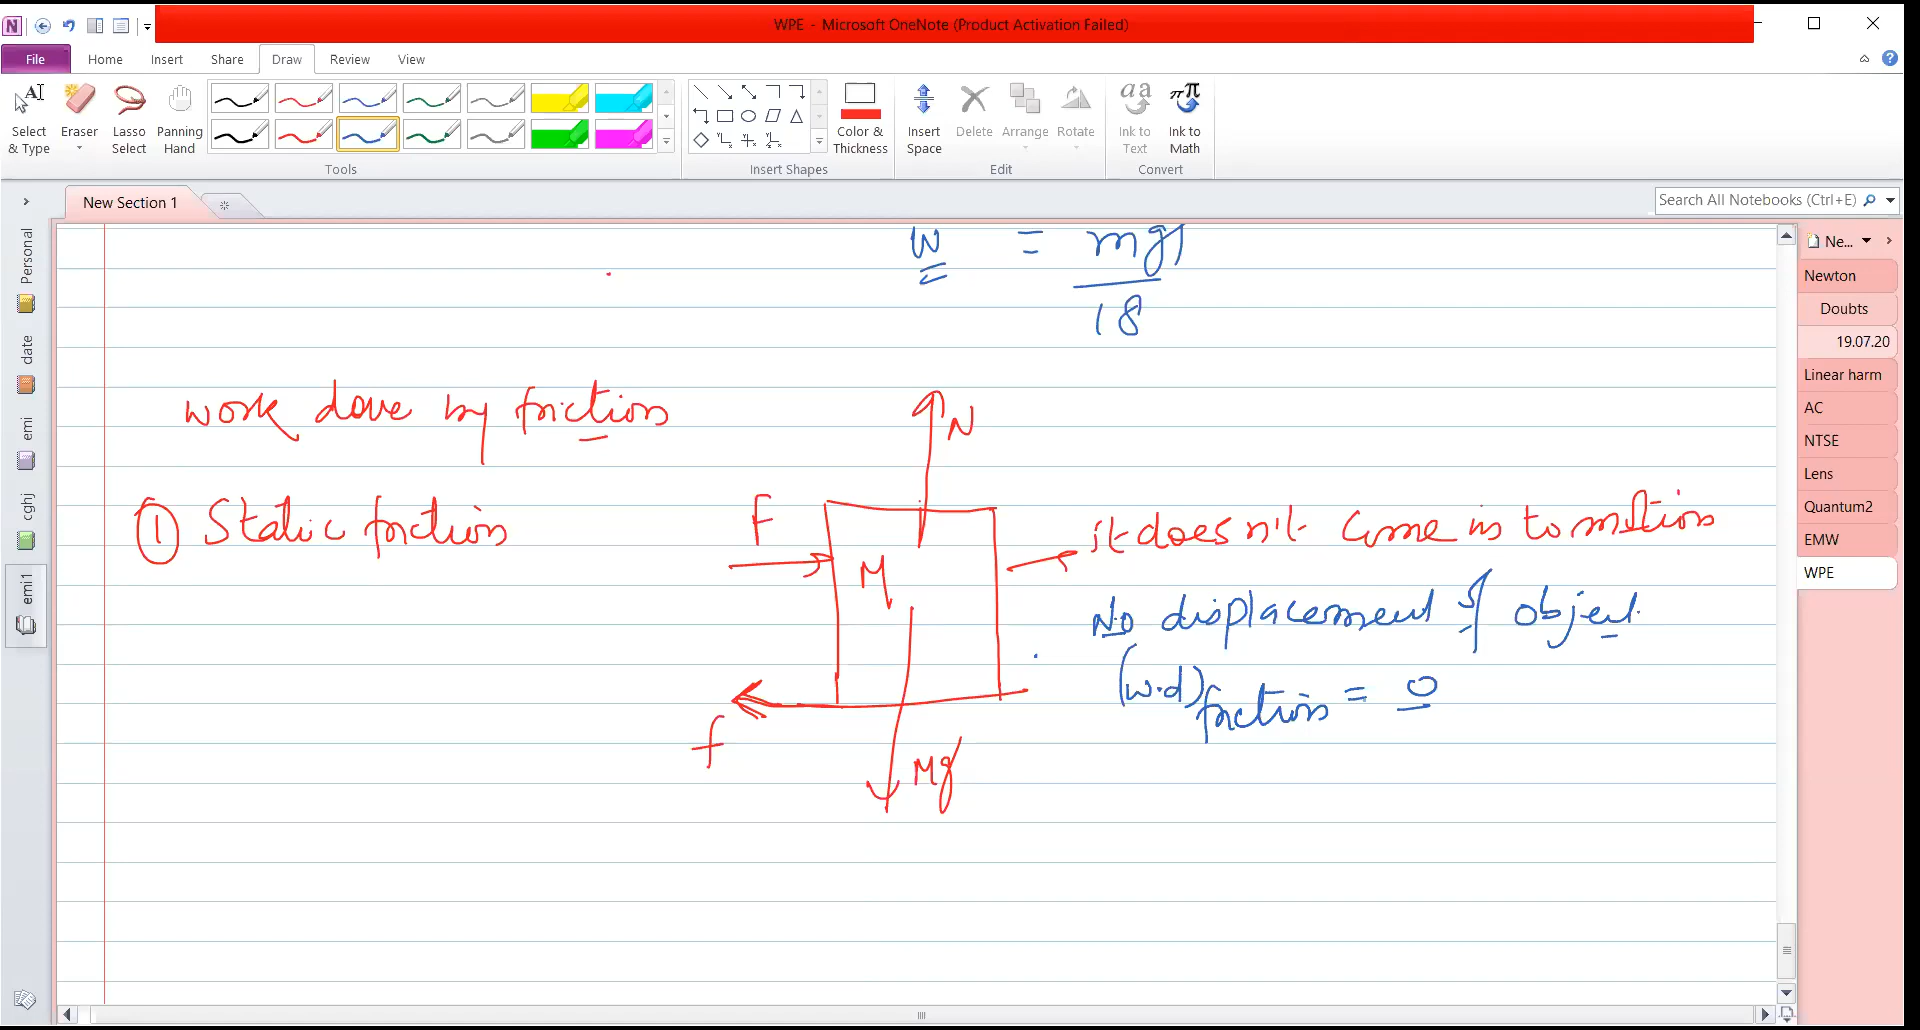 WPE - Microsoft OneNote (Product Activation Failed)
File Home Insert Share Draw Review View
Select & Type
Eraser
Lasso Select
Panning Hand
Tools
Insert Shapes
Color & Thickness
Insert Space
Delete
Arrange
Rotate
Edit
Ink to Text
Ink to Math
Convert
New Section 1
Search All Notebooks (Ctrl+E)
Personal
date
emi
cghj
emi1
Ne...
Newton
Doubts
19.07.20
Linear harm
AC
NTSE
Lens
Quantum2
EMW
WPE
W = mgl
18
work done by friction
① Static friction
N
F
M
f
Mg
it doesn't come in to motion
No displacement of object.
(w.d)friction = 0